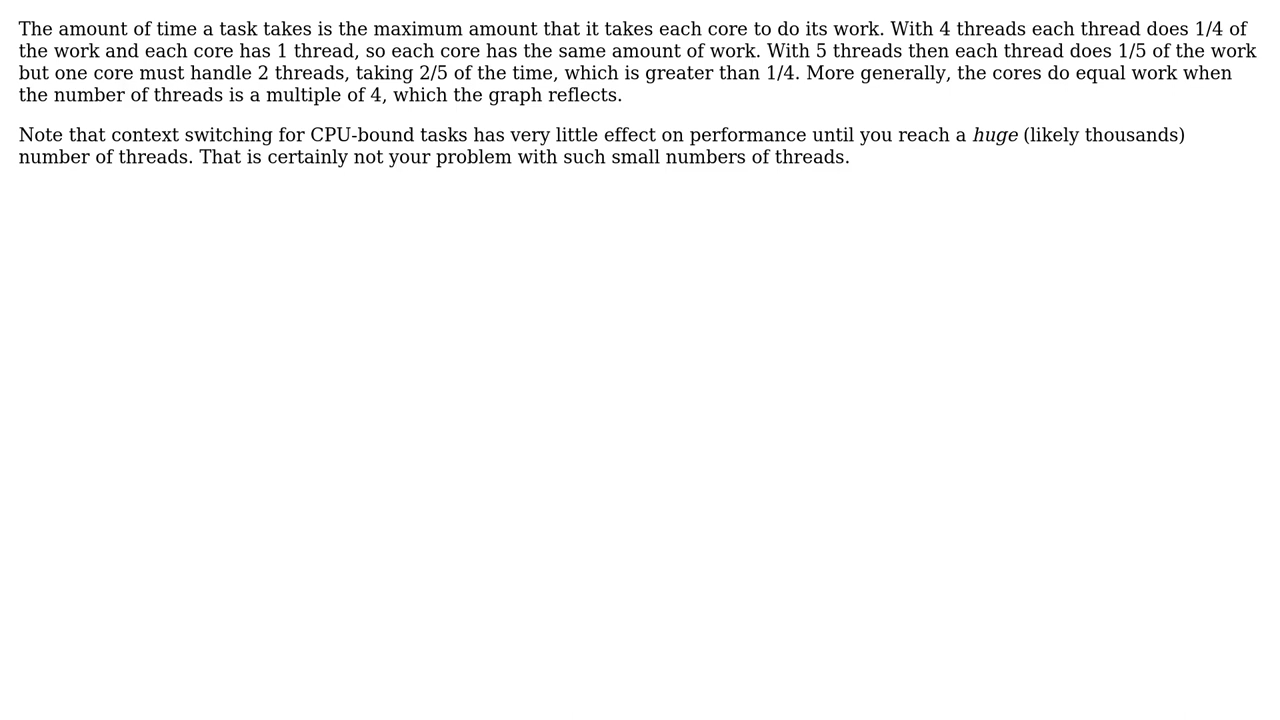 The amount of time a task takes is the maximum amount that it takes each core to do its work. With 4 threads each thread does 1/4 of
the work and each core has 1 thread, so each core has the same amount of work. With 5 threads then each thread does 1/5 of the work
but one core must handle 2 threads, taking 2/5 of the time, which is greater than 1/4. More generally, the cores do equal work when
the number of threads is a multiple of 4, which the graph reflects.
Note that context switching for CPU-bound tasks has very little effect on performance until you reach a huge (likely thousands)
number of threads. That is certainly not your problem with such small numbers of threads.